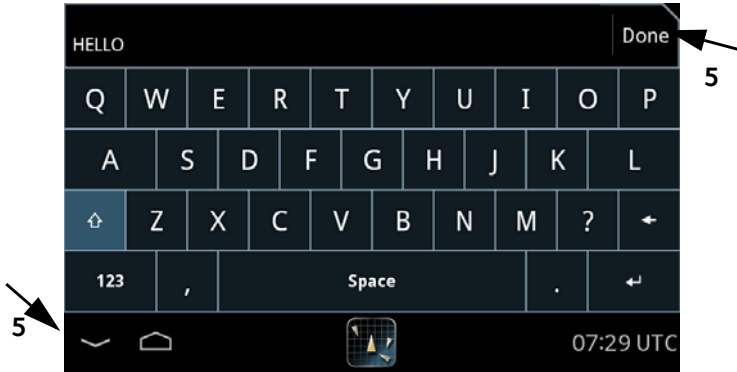 HELLO Done
5
Q W E R T Y U I O P
A S D F G H J K L
Z X C V B N M ?
123 , Space .
5
07:29 UTC